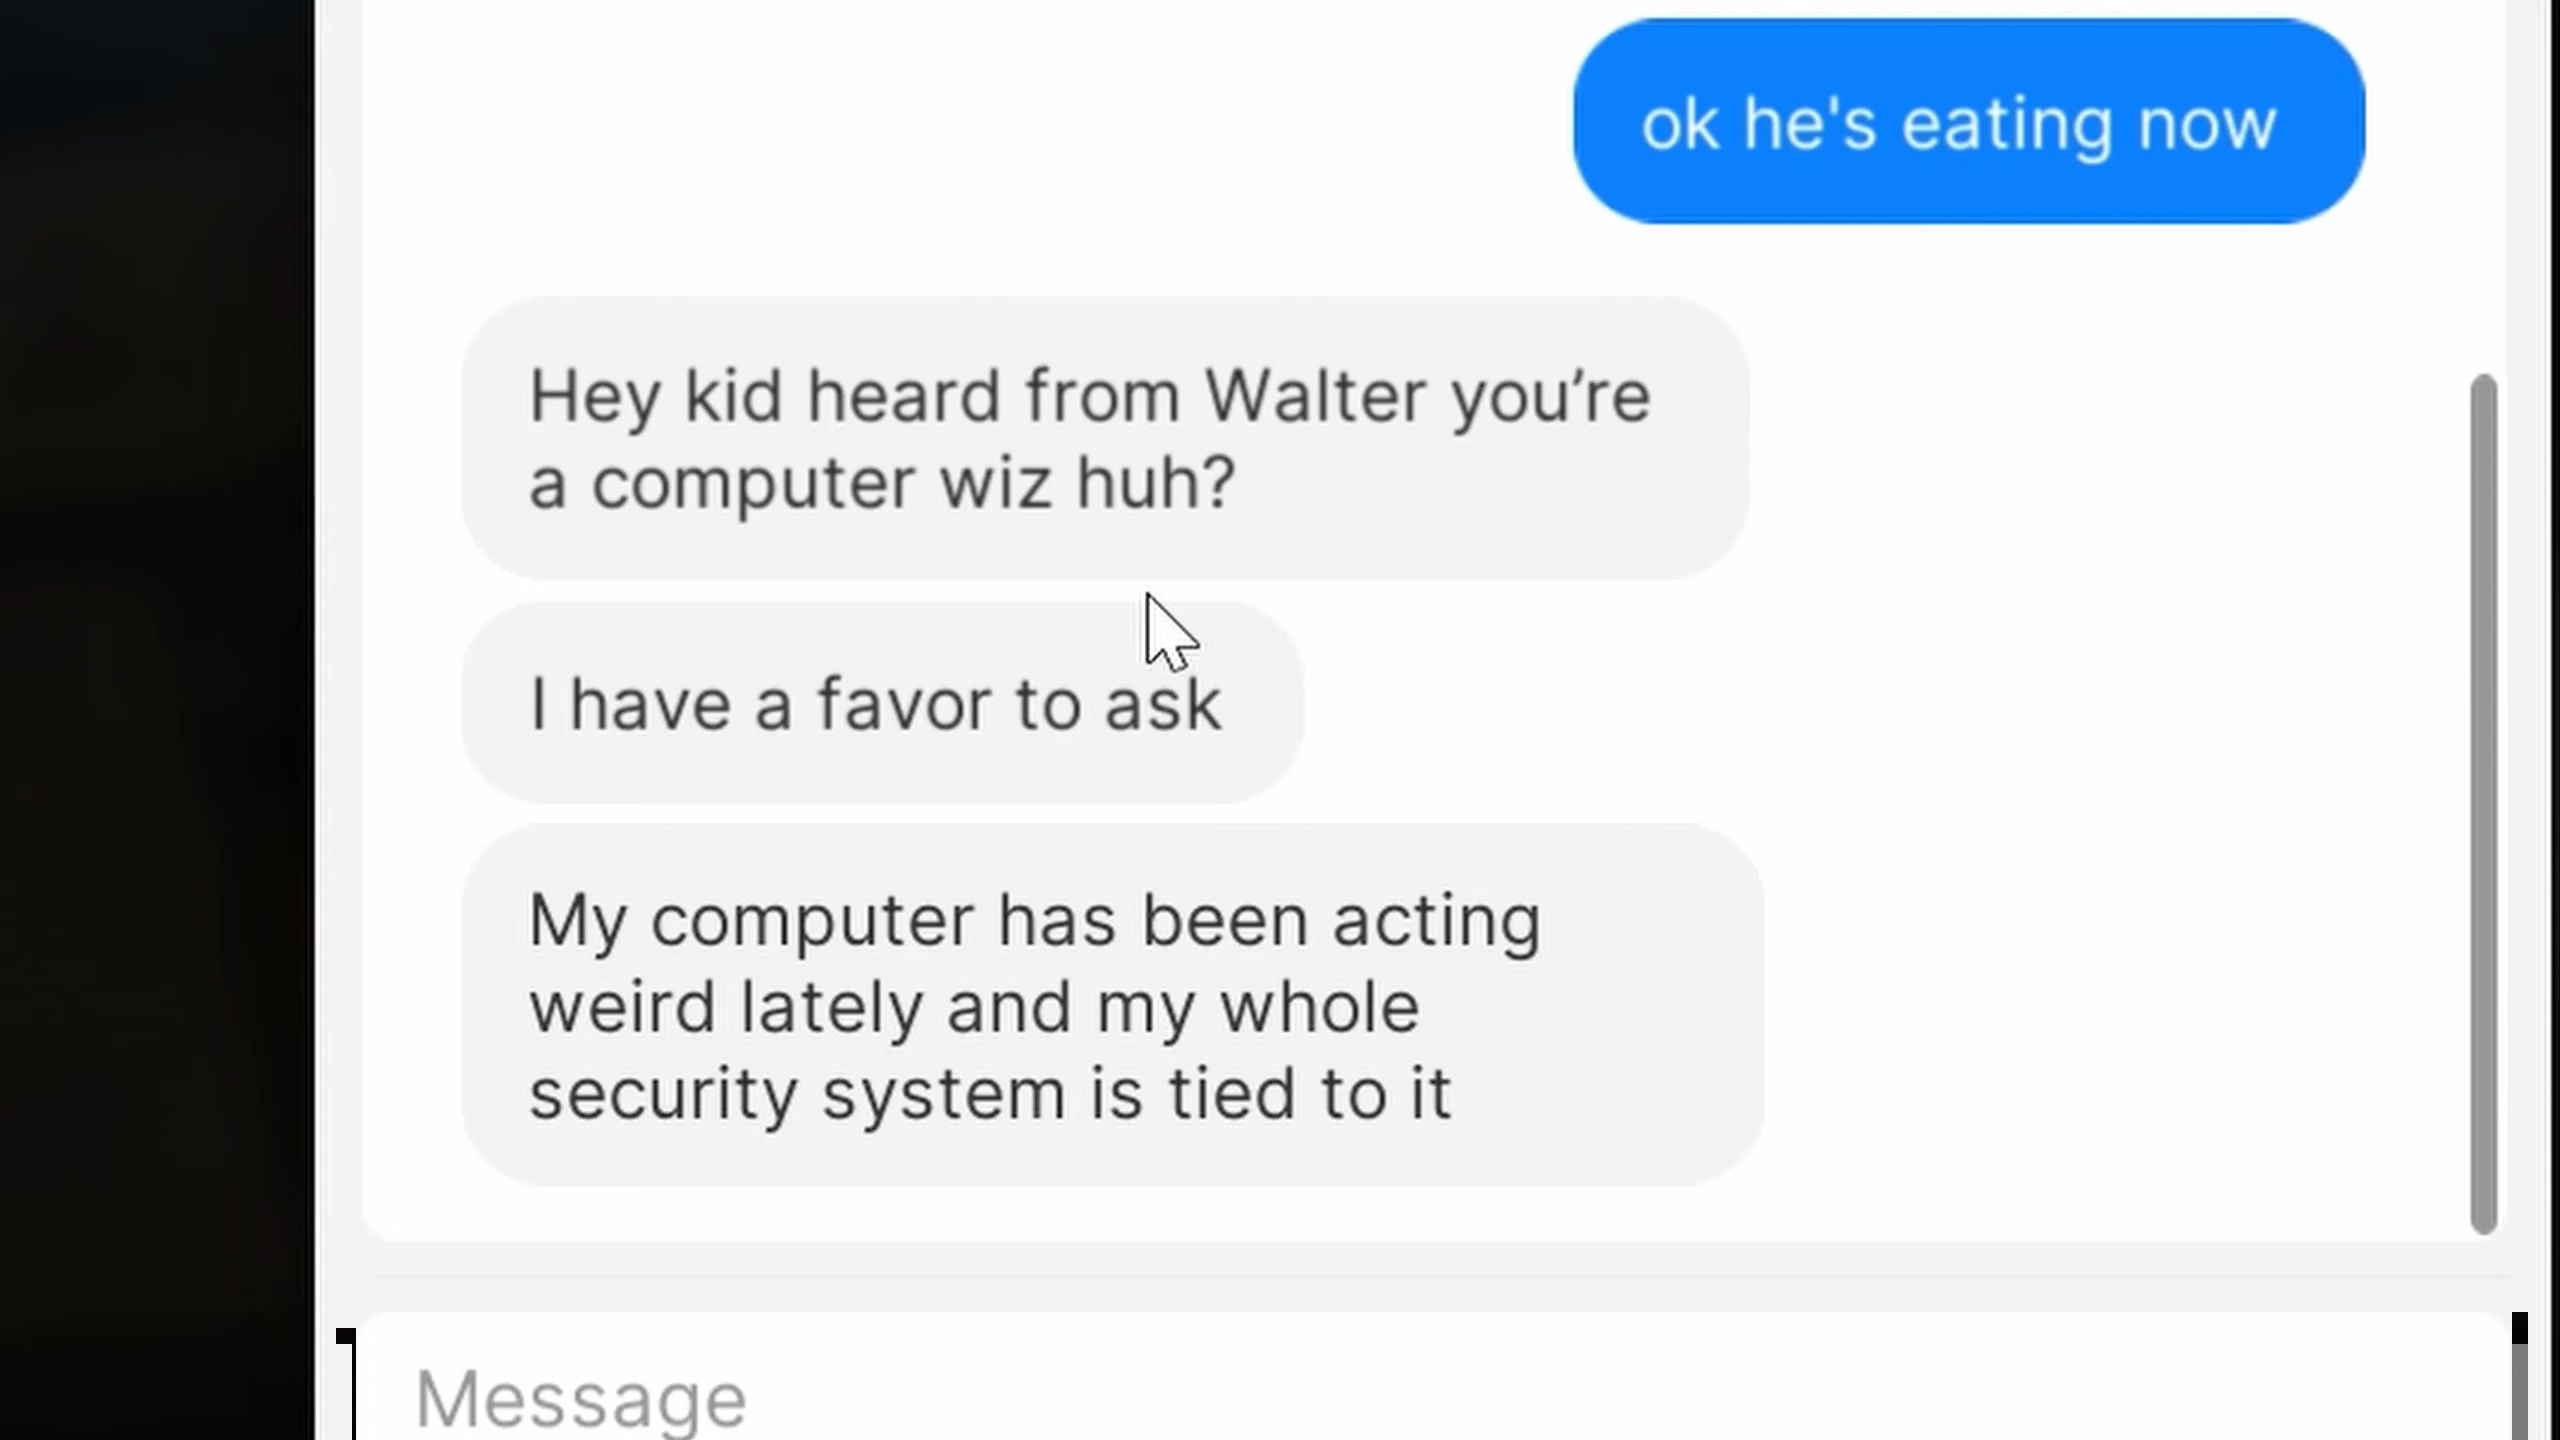 ok he's eating now
Hey kid heard from Walter you’re
a computer wiz huh?
I have a favor to ask
My computer has been acting
weird lately and my whole
security system is tied to it
Message